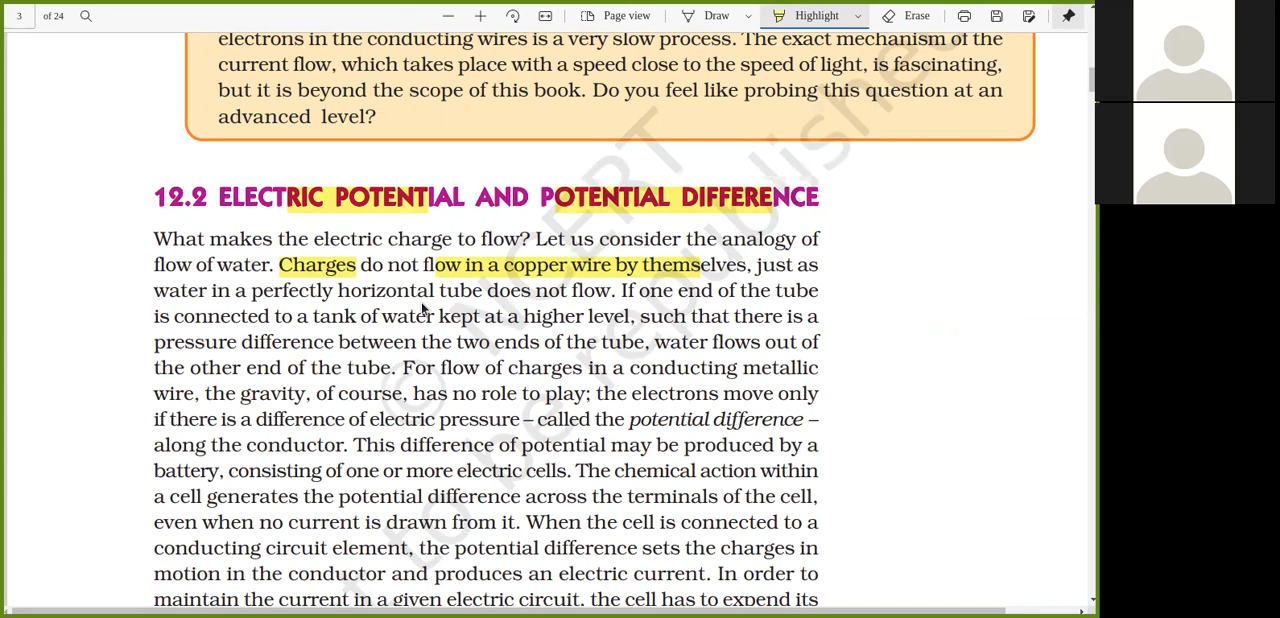 3 of 24 Page view Draw Highlight Erase
electrons in the conducting wires is a very slow process. The exact mechanism of the
current flow, which takes place with a speed close to the speed of light, is fascinating,
but it is beyond the scope of this book. Do you feel like probing this question at an
advanced level?
12.2 ELECTRIC POTENTIAL AND POTENTIAL DIFFERENCE
What makes the electric charge to flow? Let us consider the analogy of
flow of water. Charges do not flow in a copper wire by themselves, just as
water in a perfectly horizontal tube does not flow. If one end of the tube
is connected to a tank of water kept at a higher level, such that there is a
pressure difference between the two ends of the tube, water flows out of
the other end of the tube. For flow of charges in a conducting metallic
wire, the gravity, of course, has no role to play; the electrons move only
if there is a difference of electric pressure – called the potential difference –
along the conductor. This difference of potential may be produced by a
battery, consisting of one or more electric cells. The chemical action within
a cell generates the potential difference across the terminals of the cell,
even when no current is drawn from it. When the cell is connected to a
conducting circuit element, the potential difference sets the charges in
motion in the conductor and produces an electric current. In order to
maintain the current in a given electric circuit, the cell has to expend its
© NCERT
to be republished